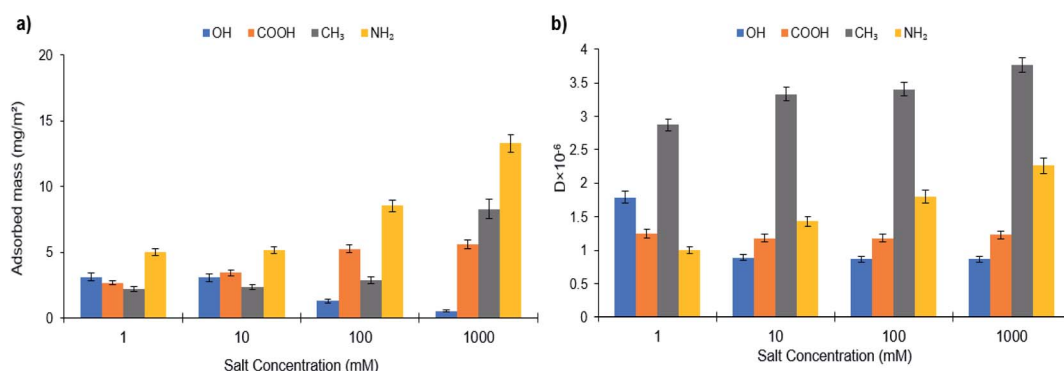 a)
OH COOH CH₃ NH₂
Adsorbed mass (mg/m²)
20
15
10
5
0
1 10 100 1000
Salt Concentration (mM)
b)
OH COOH CH₃ NH₂
D×10⁻⁶
4
3.5
3
2.5
2
1.5
1
0.5
0
1 10 100 1000
Salt Concentration (mM)